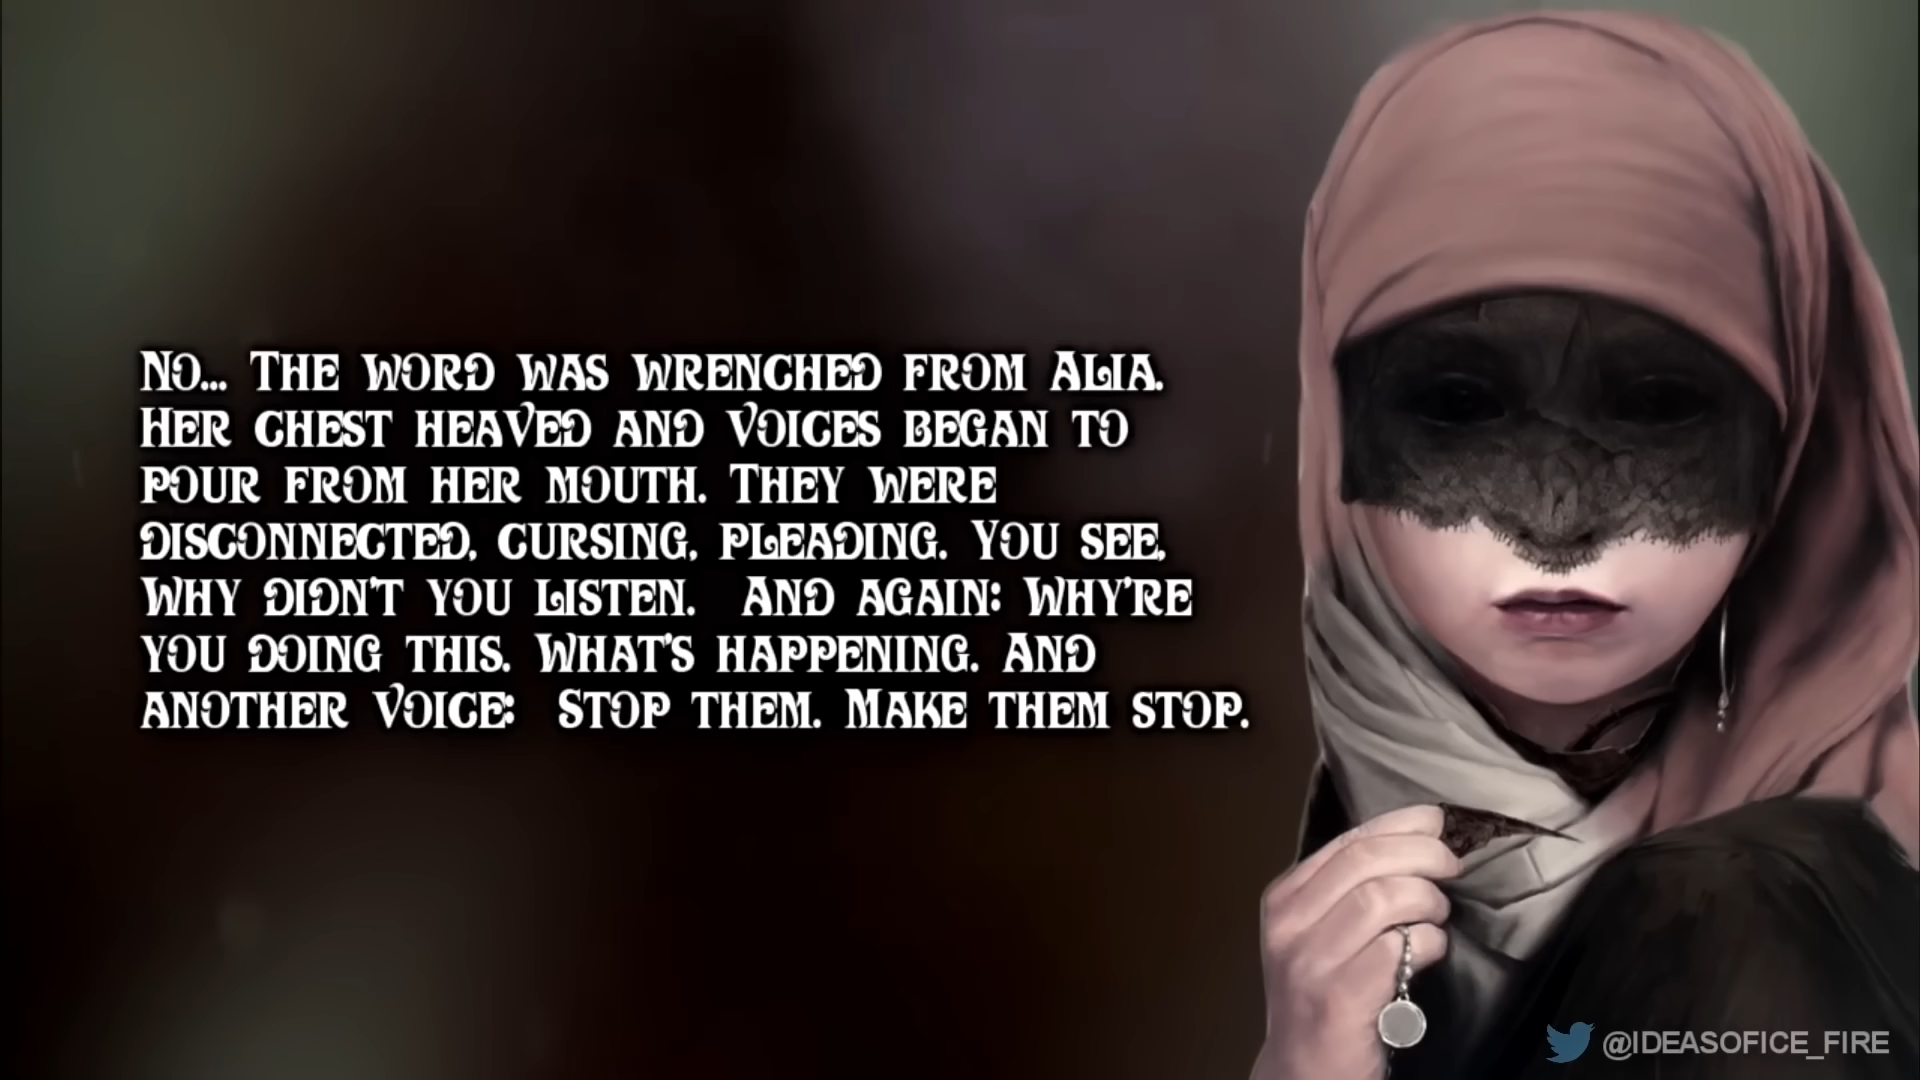 No... The word was wrenched from Alia.
Her chest heaved and voices began to
pour from her mouth. They were
disconnected, cursing, pleading. You see,
Why didn't you listen. And again: Why're
you doing this. What's happening. And
another voice: Stop them. Make them stop.
@IDEASOFICE_FIRE